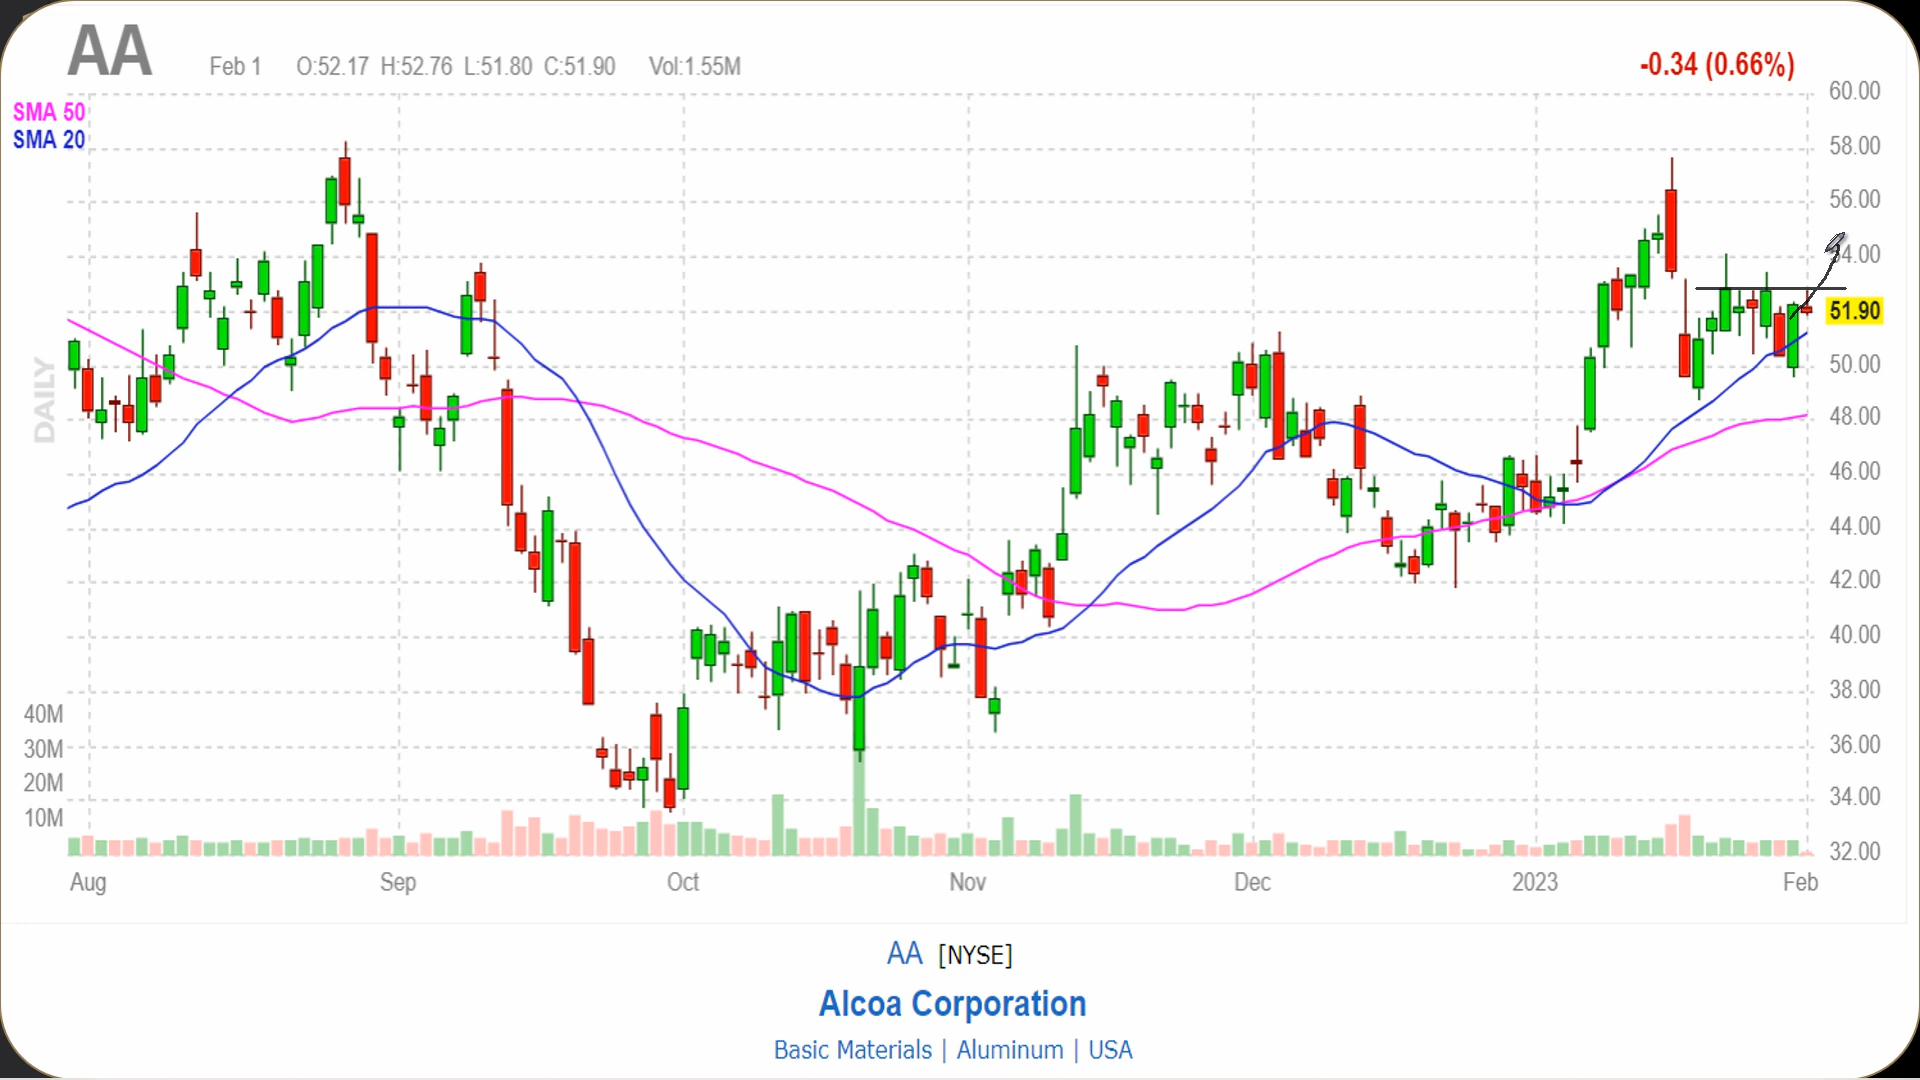 AA
Feb 1 O:52.17 H:52.76 L:51.80 C:51.90 Vol:1.55M
-0.34 (0.66%)
SMA 50
SMA 20
DAILY
60.00
58.00
56.00
54.00
51.90
50.00
48.00
46.00
44.00
42.00
40.00
38.00
36.00
34.00
32.00
40M
30M
20M
10M
Aug Sep Oct Nov Dec 2023 Feb
AA [NYSE]
Alcoa Corporation
Basic Materials | Aluminum | USA